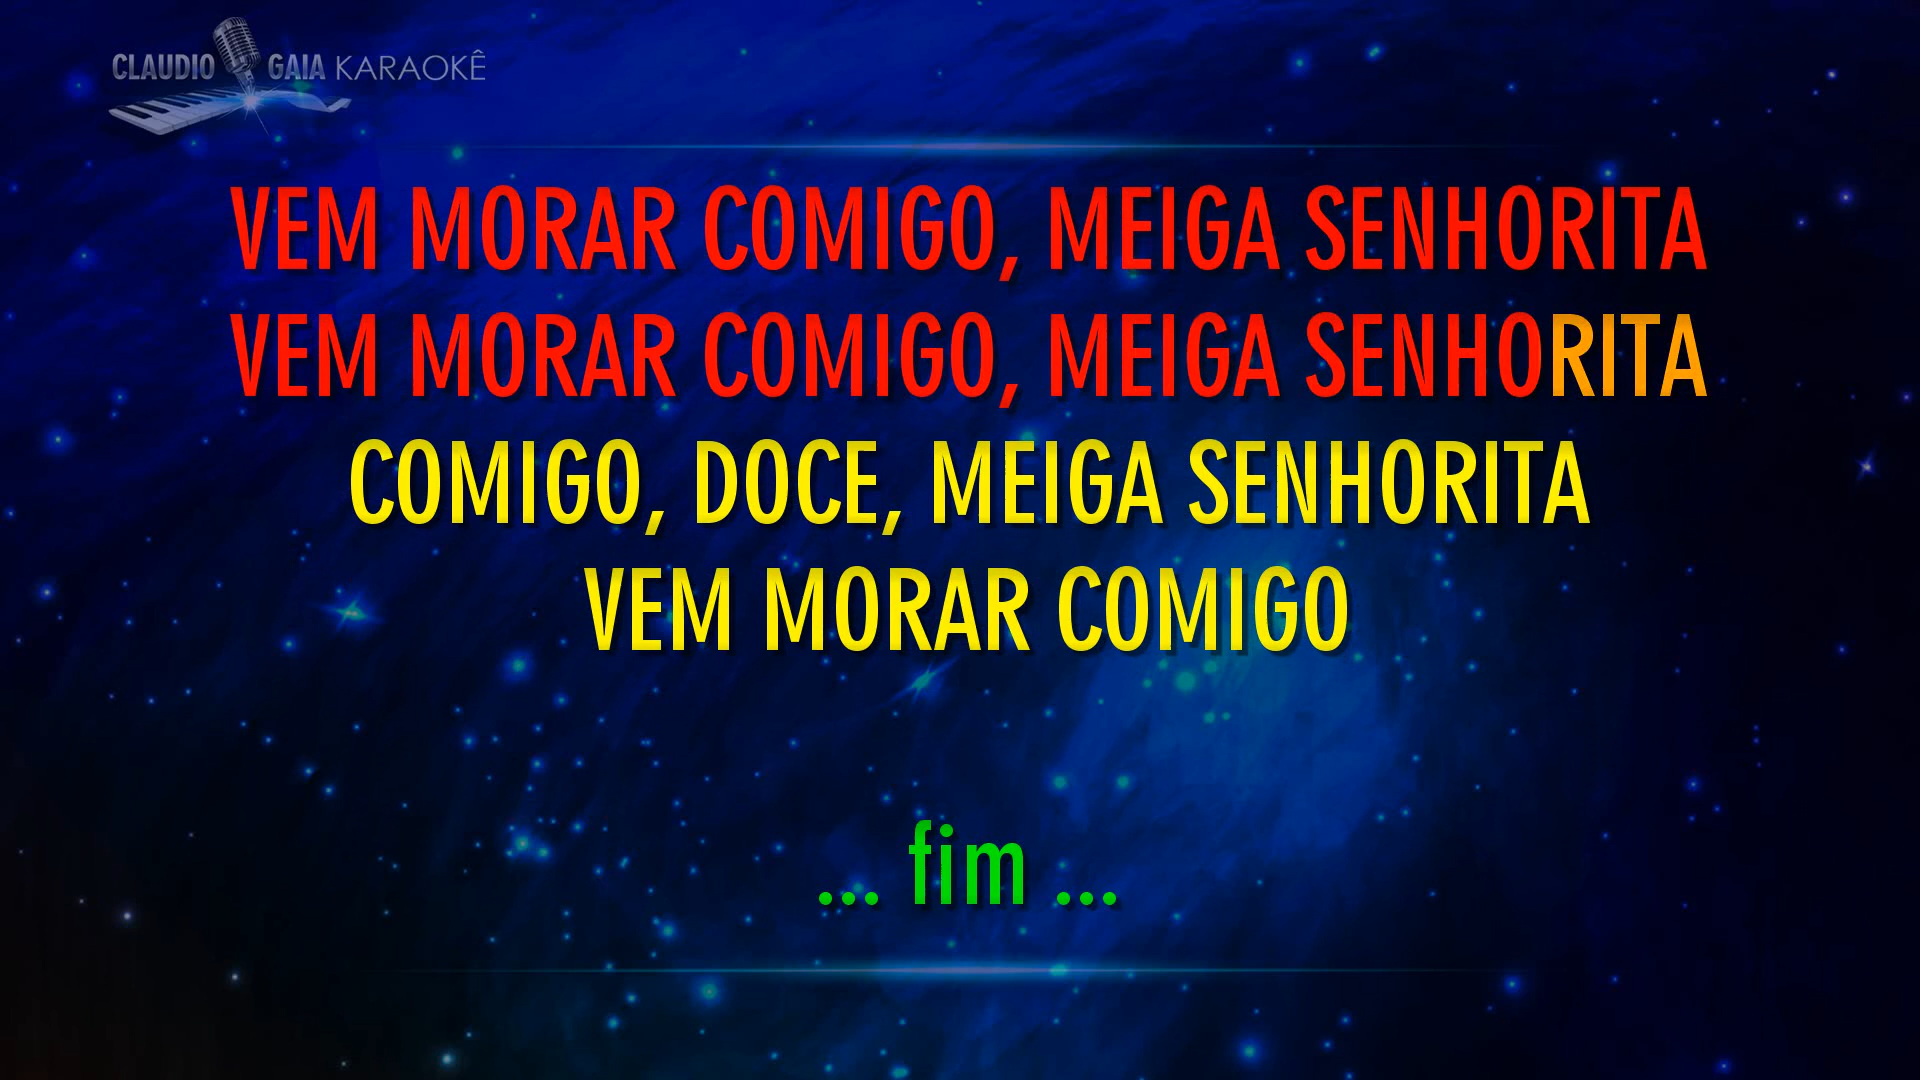 CLAUDIO GAIA KARAOKÊ
VEM MORAR COMIGO, MEIGA SENHORITA
VEM MORAR COMIGO, MEIGA SENHORITA
COMIGO, DOCE, MEIGA SENHORITA
VEM MORAR COMIGO
... fim ...